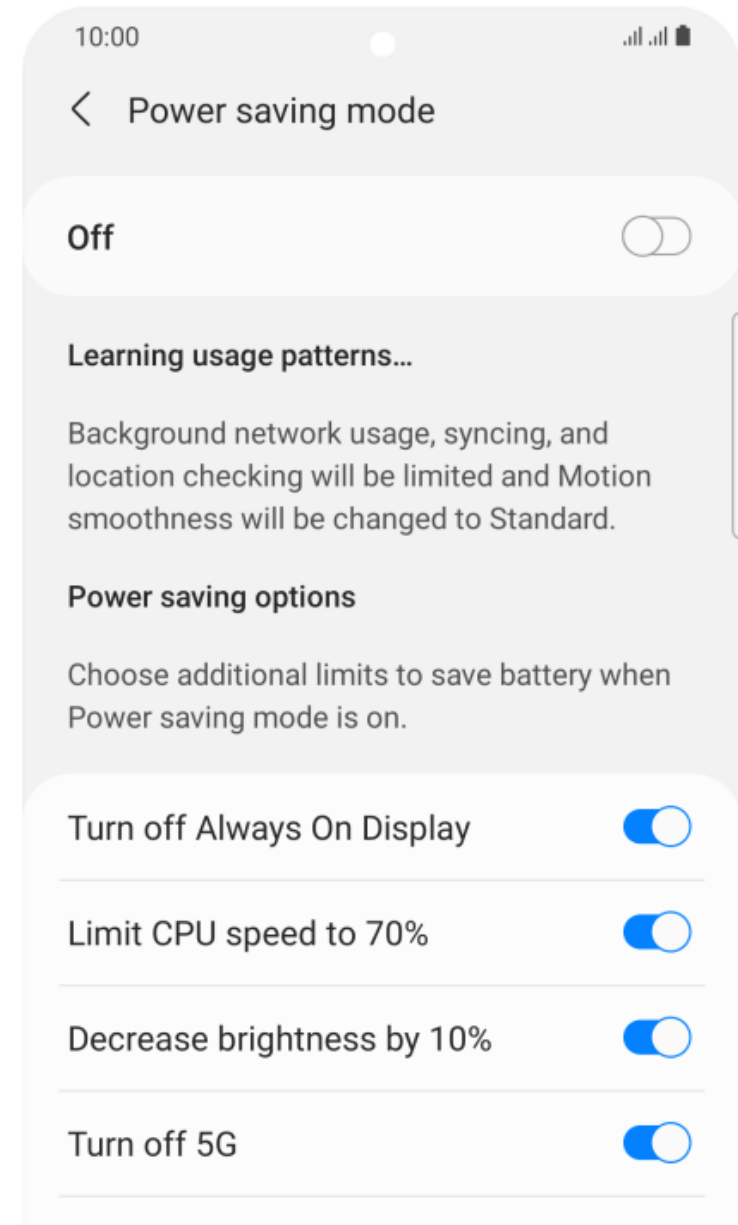 10:00
Power saving mode
Off
Learning usage patterns...
Background network usage, syncing, and
location checking will be limited and Motion
smoothness will be changed to Standard.
Power saving options
Choose additional limits to save battery when
Power saving mode is on.
Turn off Always On Display
Limit CPU speed to 70%
Decrease brightness by 10%
Turn off 5G